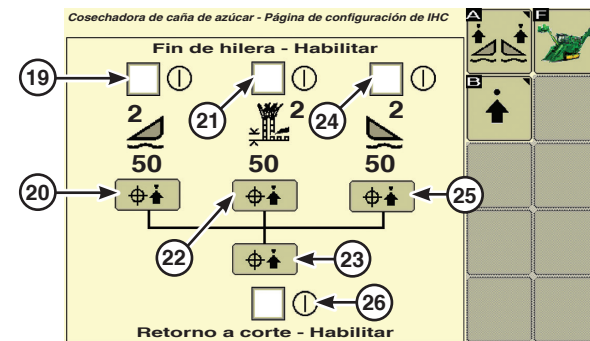 Cosechadora de caña de azúcar - Página de configuración de IHC
A
F
Fin de hilera - Habilitar
19
21
24
B
2
2
2
50
50
50
20
25
22
23
26
Retorno a corte - Habilitar